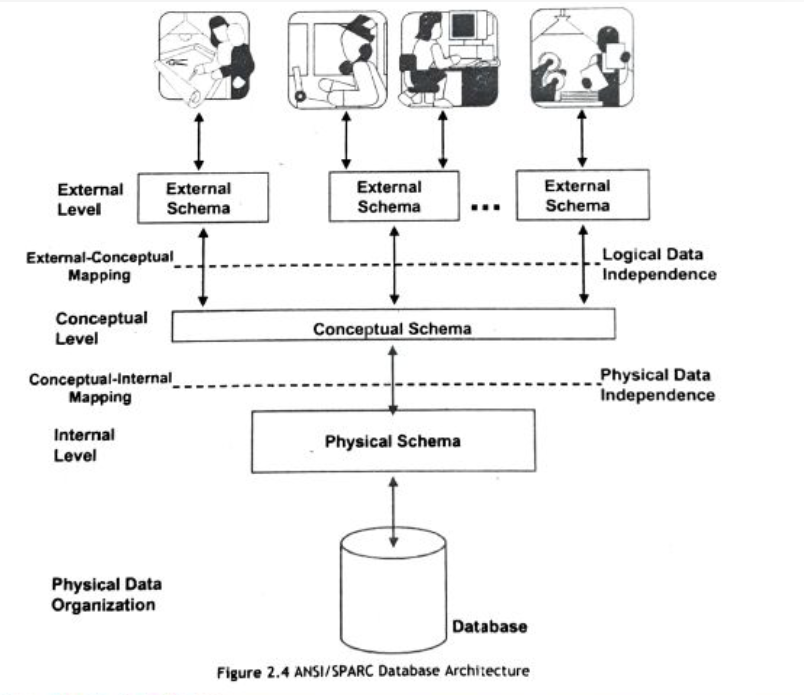 External
Level
External
Schema
External
Schema
...
External
Schema
External-Conceptual
Mapping
Logical Data
Independence
Conceptual
Level
Conceptual Schema
Conceptual-Internal
Mapping
Physical Data
Independence
Internal
Level
Physical Schema
Physical Data
Organization
Database
Figure 2.4 ANSI/SPARC Database Architecture